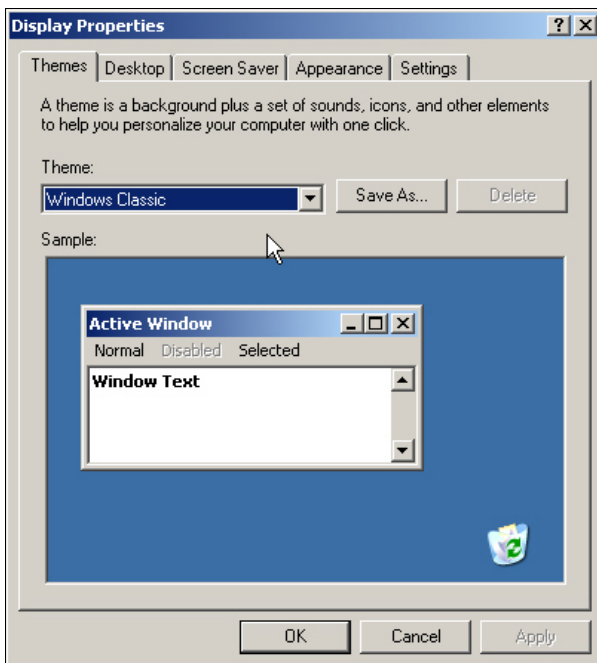 Display Properties
Themes Desktop Screen Saver Appearance Settings
A theme is a background plus a set of sounds, icons, and other elements
to help you personalize your computer with one click.
Theme:
Windows Classic Save As... Delete
Sample:
Active Window
Normal Disabled Selected
Window Text
OK Cancel Apply